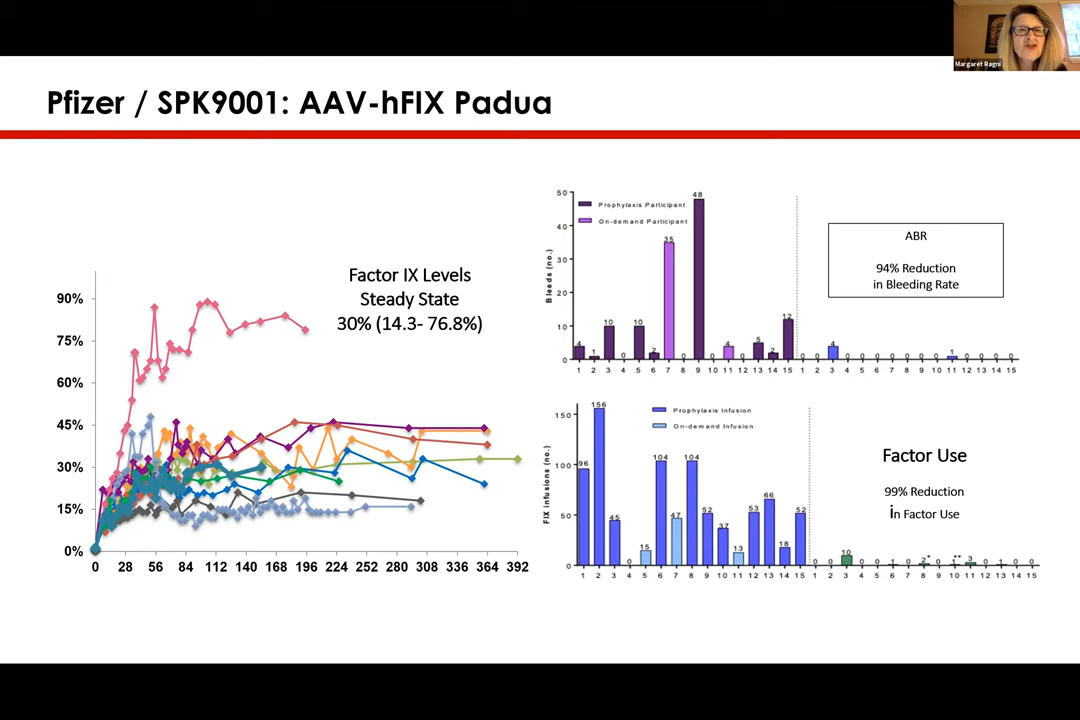 Margaret Ragni
Pfizer / SPK9001: AAV-hFIX Padua
Factor IX Levels
Steady State
30% (14.3- 76.8%)
90%
75%
60%
45%
30%
15%
0%
0 28 56 84 112 140 168 196 224 252 280 308 336 364 392
Bleeds (no.)
50
40
30
20
10
0
Prophylaxis Participant
On-demand Participant
4 1 10 0 10 2 35 0 48 0 4 0 5 2 12 0 0 4 0 0 0 0 0 0 0 1 0 0 0 0
1 2 3 4 5 6 7 8 9 10 11 12 13 14 15 1 2 3 4 5 6 7 8 9 10 11 12 13 14 15
ABR
94% Reduction
in Bleeding Rate
FIX infusions (no.)
150
100
50
0
Prophylaxis Infusion
On-demand Infusion
96 156 45 0 15 104 47 104 52 37 13 53 66 18 52 0 0 10 0 0 1 0 2* 0 1** 3 0 1 0 0
1 2 3 4 5 6 7 8 9 10 11 12 13 14 15 1 2 3 4 5 6 7 8 9 10 11 12 13 14 15
Factor Use
99% Reduction
in Factor Use